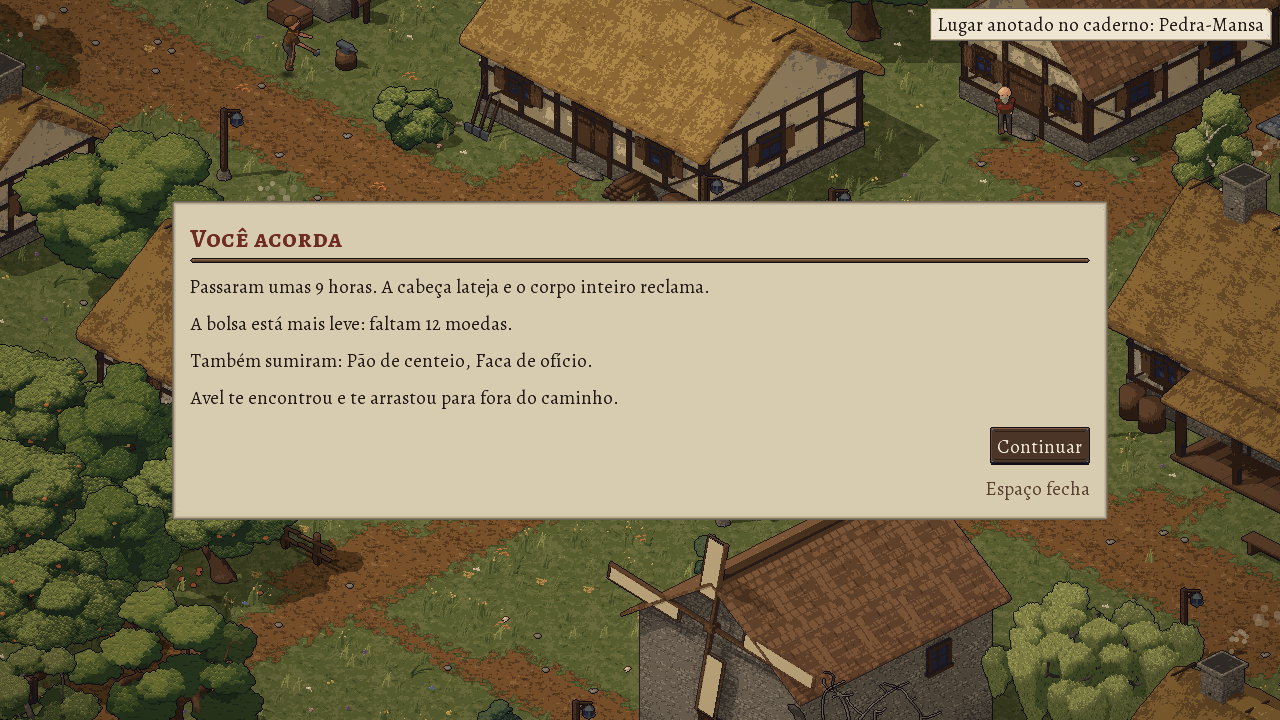 Lugar anotado no caderno: Pedra-Mansa
Você acorda
Passaram umas 9 horas. A cabeça lateja e o corpo inteiro reclama.
A bolsa está mais leve: faltam 12 moedas.
Também sumiram: Pão de centeio, Faca de ofício.
Avel te encontrou e te arrastou para fora do caminho.
Continuar
Espaço fecha